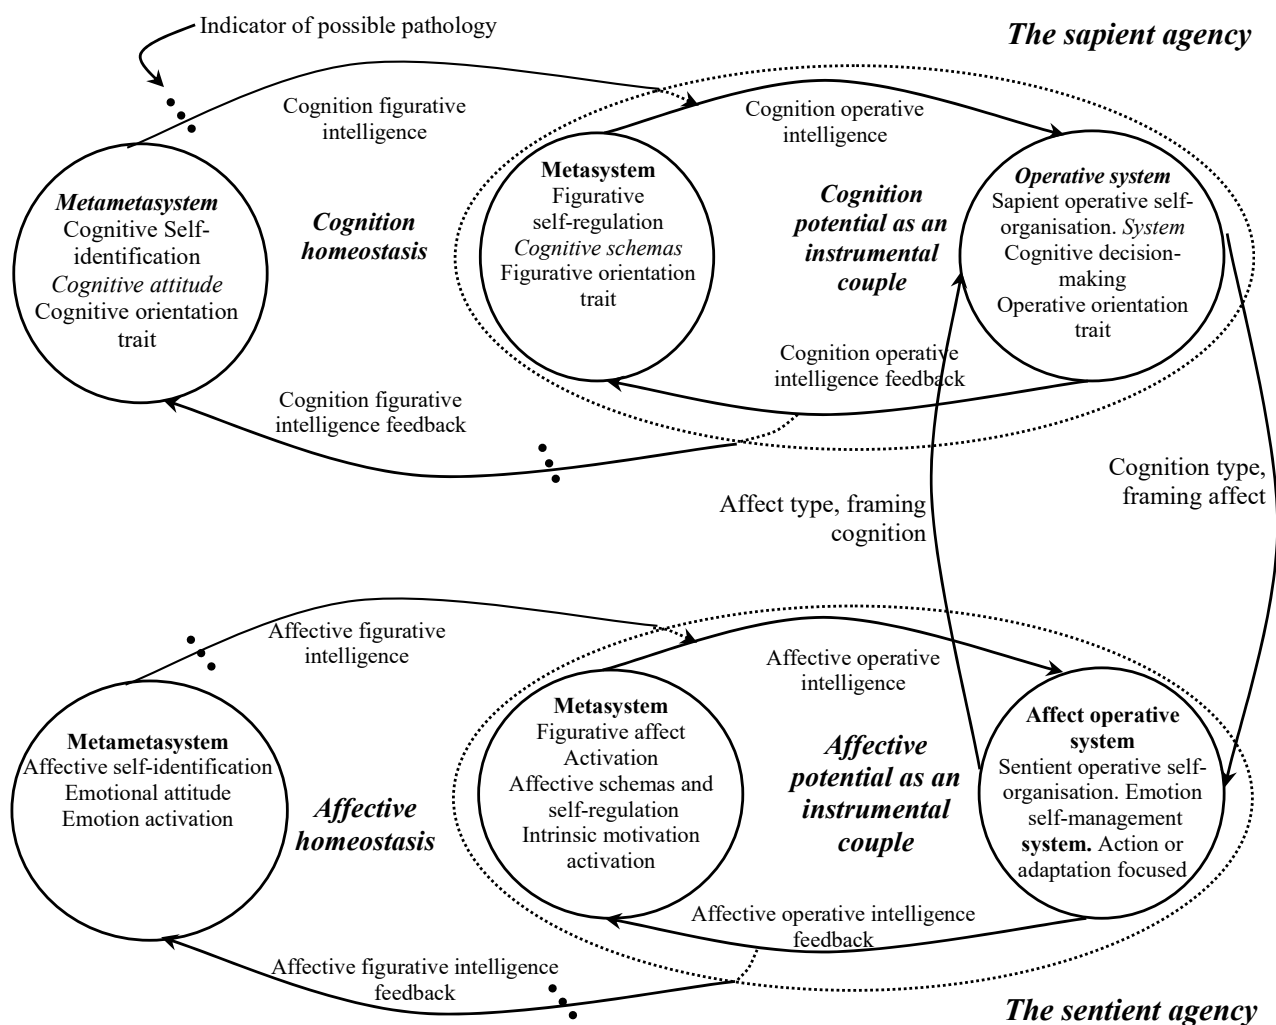 Indicator of possible pathology
The sapient agency
Cognition figurative
intelligence
Cognition operative
intelligence
Metametasystem
Cognitive Self-
identification
Cognitive attitude
Cognitive orientation
trait
Cognition
homeostasis
Metasystem
Figurative
self-regulation
Cognitive schemas
Figurative orientation
trait
Cognition
potential as an
instrumental
couple
Operative system
Sapient operative self-
organisation. System
Cognitive decision-
making
Operative orientation
trait
Cognition operative
intelligence feedback
Cognition figurative
intelligence feedback
Affect type, framing
cognition
Cognition type,
framing affect
Affective figurative
intelligence
Affective operative
intelligence
Metametasystem
Affective self-identification
Emotional attitude
Emotion activation
Affective
homeostasis
Metasystem
Figurative affect
Activation
Affective schemas and
self-regulation
Intrinsic motivation
activation
Affective
potential as an
instrumental
couple
Affect operative
system
Sentient operative self-
organisation. Emotion
self-management
system. Action or
adaptation focused
Affective operative intelligence
feedback
Affective figurative intelligence
feedback
The sentient agency